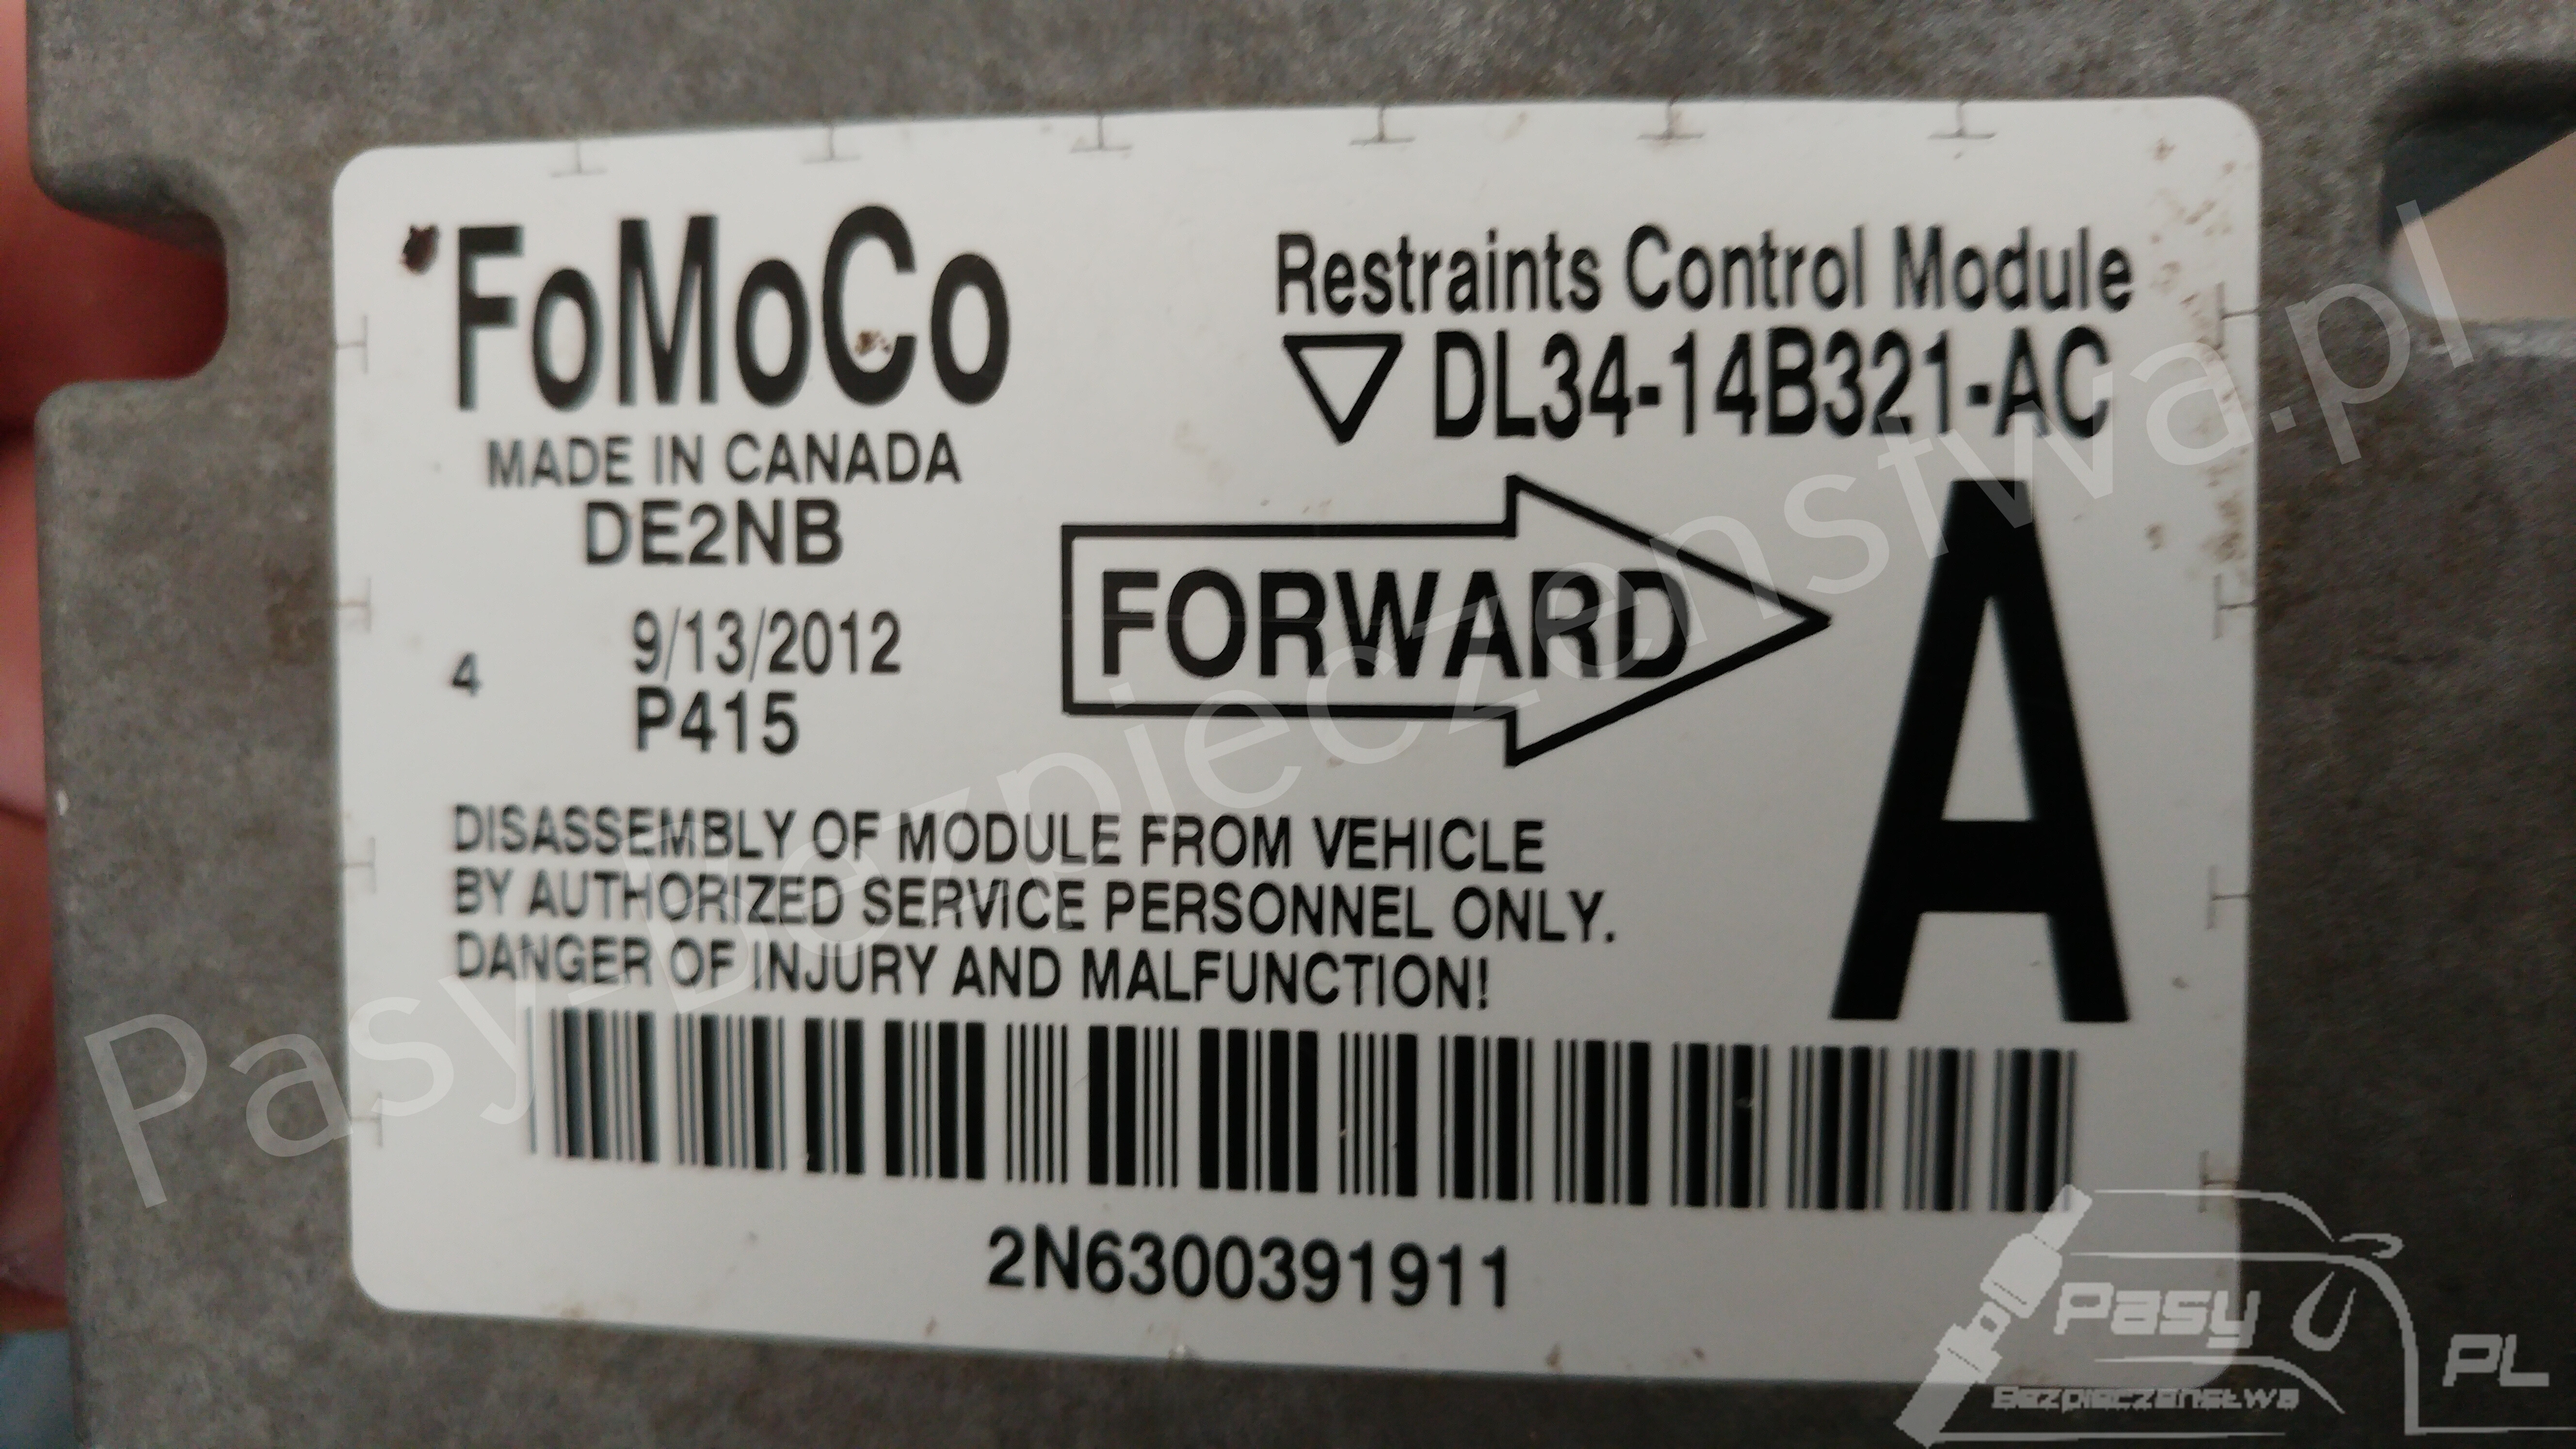 FoMoCo
MADE IN CANADA
DE2NB
4 9/13/2012
P415
Restraints Control Module
DL34-14B321-AC
FORWARD
A
DISASSEMBLY OF MODULE FROM VEHICLE
BY AUTHORIZED SERVICE PERSONNEL ONLY.
DANGER OF INJURY AND MALFUNCTION!
2N6300391911
Pasy-Bezpieczenstwa.pl
Pasy
Bezpieczenstwa
PL